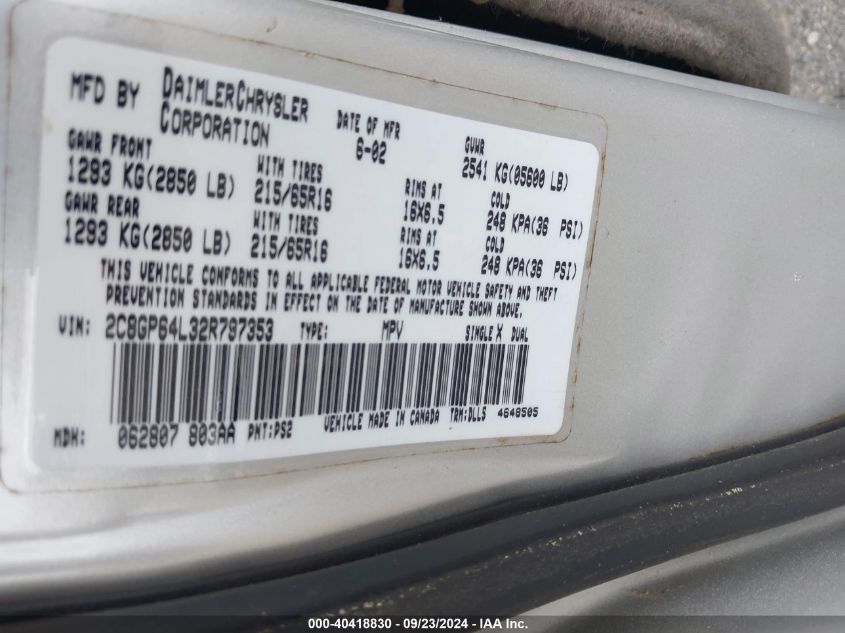 MFD BY DAIMLERCHRYSLER CORPORATION DATE OF MFR 6-02 GVWR 2541 KG(05600 LB)
GAWR FRONT 1293 KG(2850 LB) WITH TIRES 215/65R16 RIMS AT 16X6.5 COLD 248 KPA(36 PSI)
GAWR REAR 1293 KG(2850 LB) WITH TIRES 215/65R16 RIMS AT 16X6.5 COLD 248 KPA(36 PSI)
THIS VEHICLE CONFORMS TO ALL APPLICABLE FEDERAL MOTOR VEHICLE SAFETY AND THEFT
PREVENTION STANDARDS IN EFFECT ON THE DATE OF MANUFACTURE SHOWN ABOVE.
VIN: 2C8GP64L32R797353 TYPE: MPV SINGLE X DUAL
MDH: 062807 803AA PNT:PS2 VEHICLE MADE IN CANADA TRM:DLLS 4648505
000-40418830 - 09/23/2024 - IAA Inc.